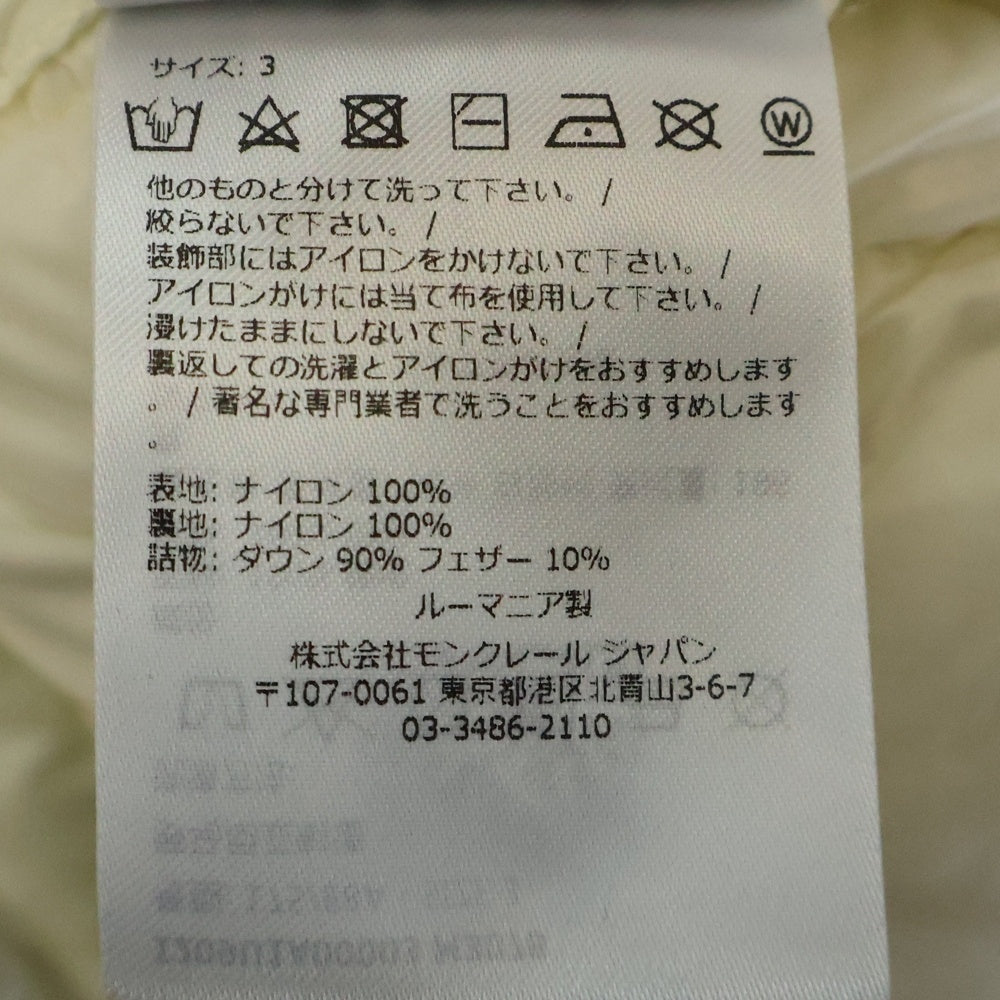 サイズ: 3
W
他のものと分けて洗って下さい。 /
絞らないで下さい。 /
装飾部にはアイロンをかけないで下さい。 /
アイロンがけには当て布を使用して下さい。 /
浸けたままにしないで下さい。 /
裏返しての洗濯とアイロンがけをおすすめします
。 / 著名な専門業者で洗うことをおすすめします
。
表地: ナイロン 100%
裏地: ナイロン 100%
詰物: ダウン 90% フェザー 10%
ルーマニア製
株式会社モンクレール ジャパン
〒107-0061 東京都港区北青山3-6-7
03-3486-2110